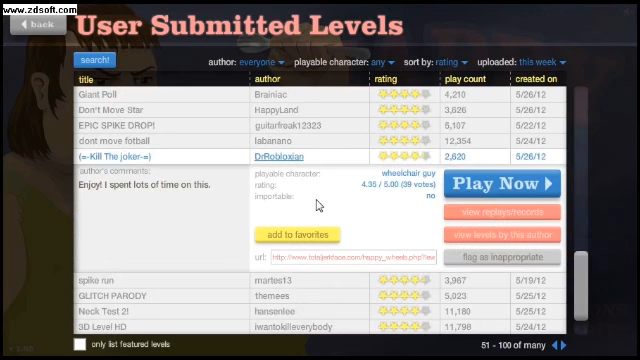 www.zdsoft.com
back
User Submitted Levels
search!
author: everyone playable character: any sort by: rating uploaded: this week
title author rating play count created on
Giant Poll Brainiac 4,210 5/26/12
Don't Move Star HappyLand 3,626 5/26/12
EPIC SPIKE DROP! guitarfreak12323 5,107 5/22/12
dont move fotball labanano 12,354 5/24/12
(=-Kill The joker-=) DrRobloxian 2,620 5/26/12
author's comments:
Enjoy! I spent lots of time on this.
playable character: wheelchair guy
rating: 4.35 / 5.00 (39 votes)
importable: no
Play Now
view replays/records
add to favorites
view levels by this author
url: http://www.totaljerkface.com/happy_wheels.php?lev
flag as inappropriate
spike run martes13 3,967 5/19/12
GLITCH PARODY themees 5,023 5/25/12
Neck Test 2! hansenlee 11,180 5/25/12
3D Level HD iwantokilleverybody 11,798 5/24/12
only list featured levels
51 - 100 of many